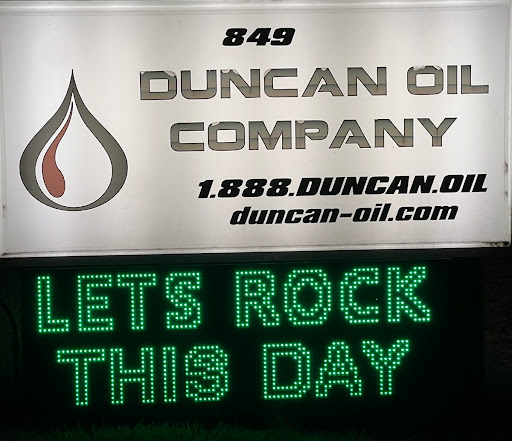 849
DUNCAN OIL
COMPANY
1.888.DUNCAN.OIL
duncan-oil.com
LETS ROCK
THIS DAY